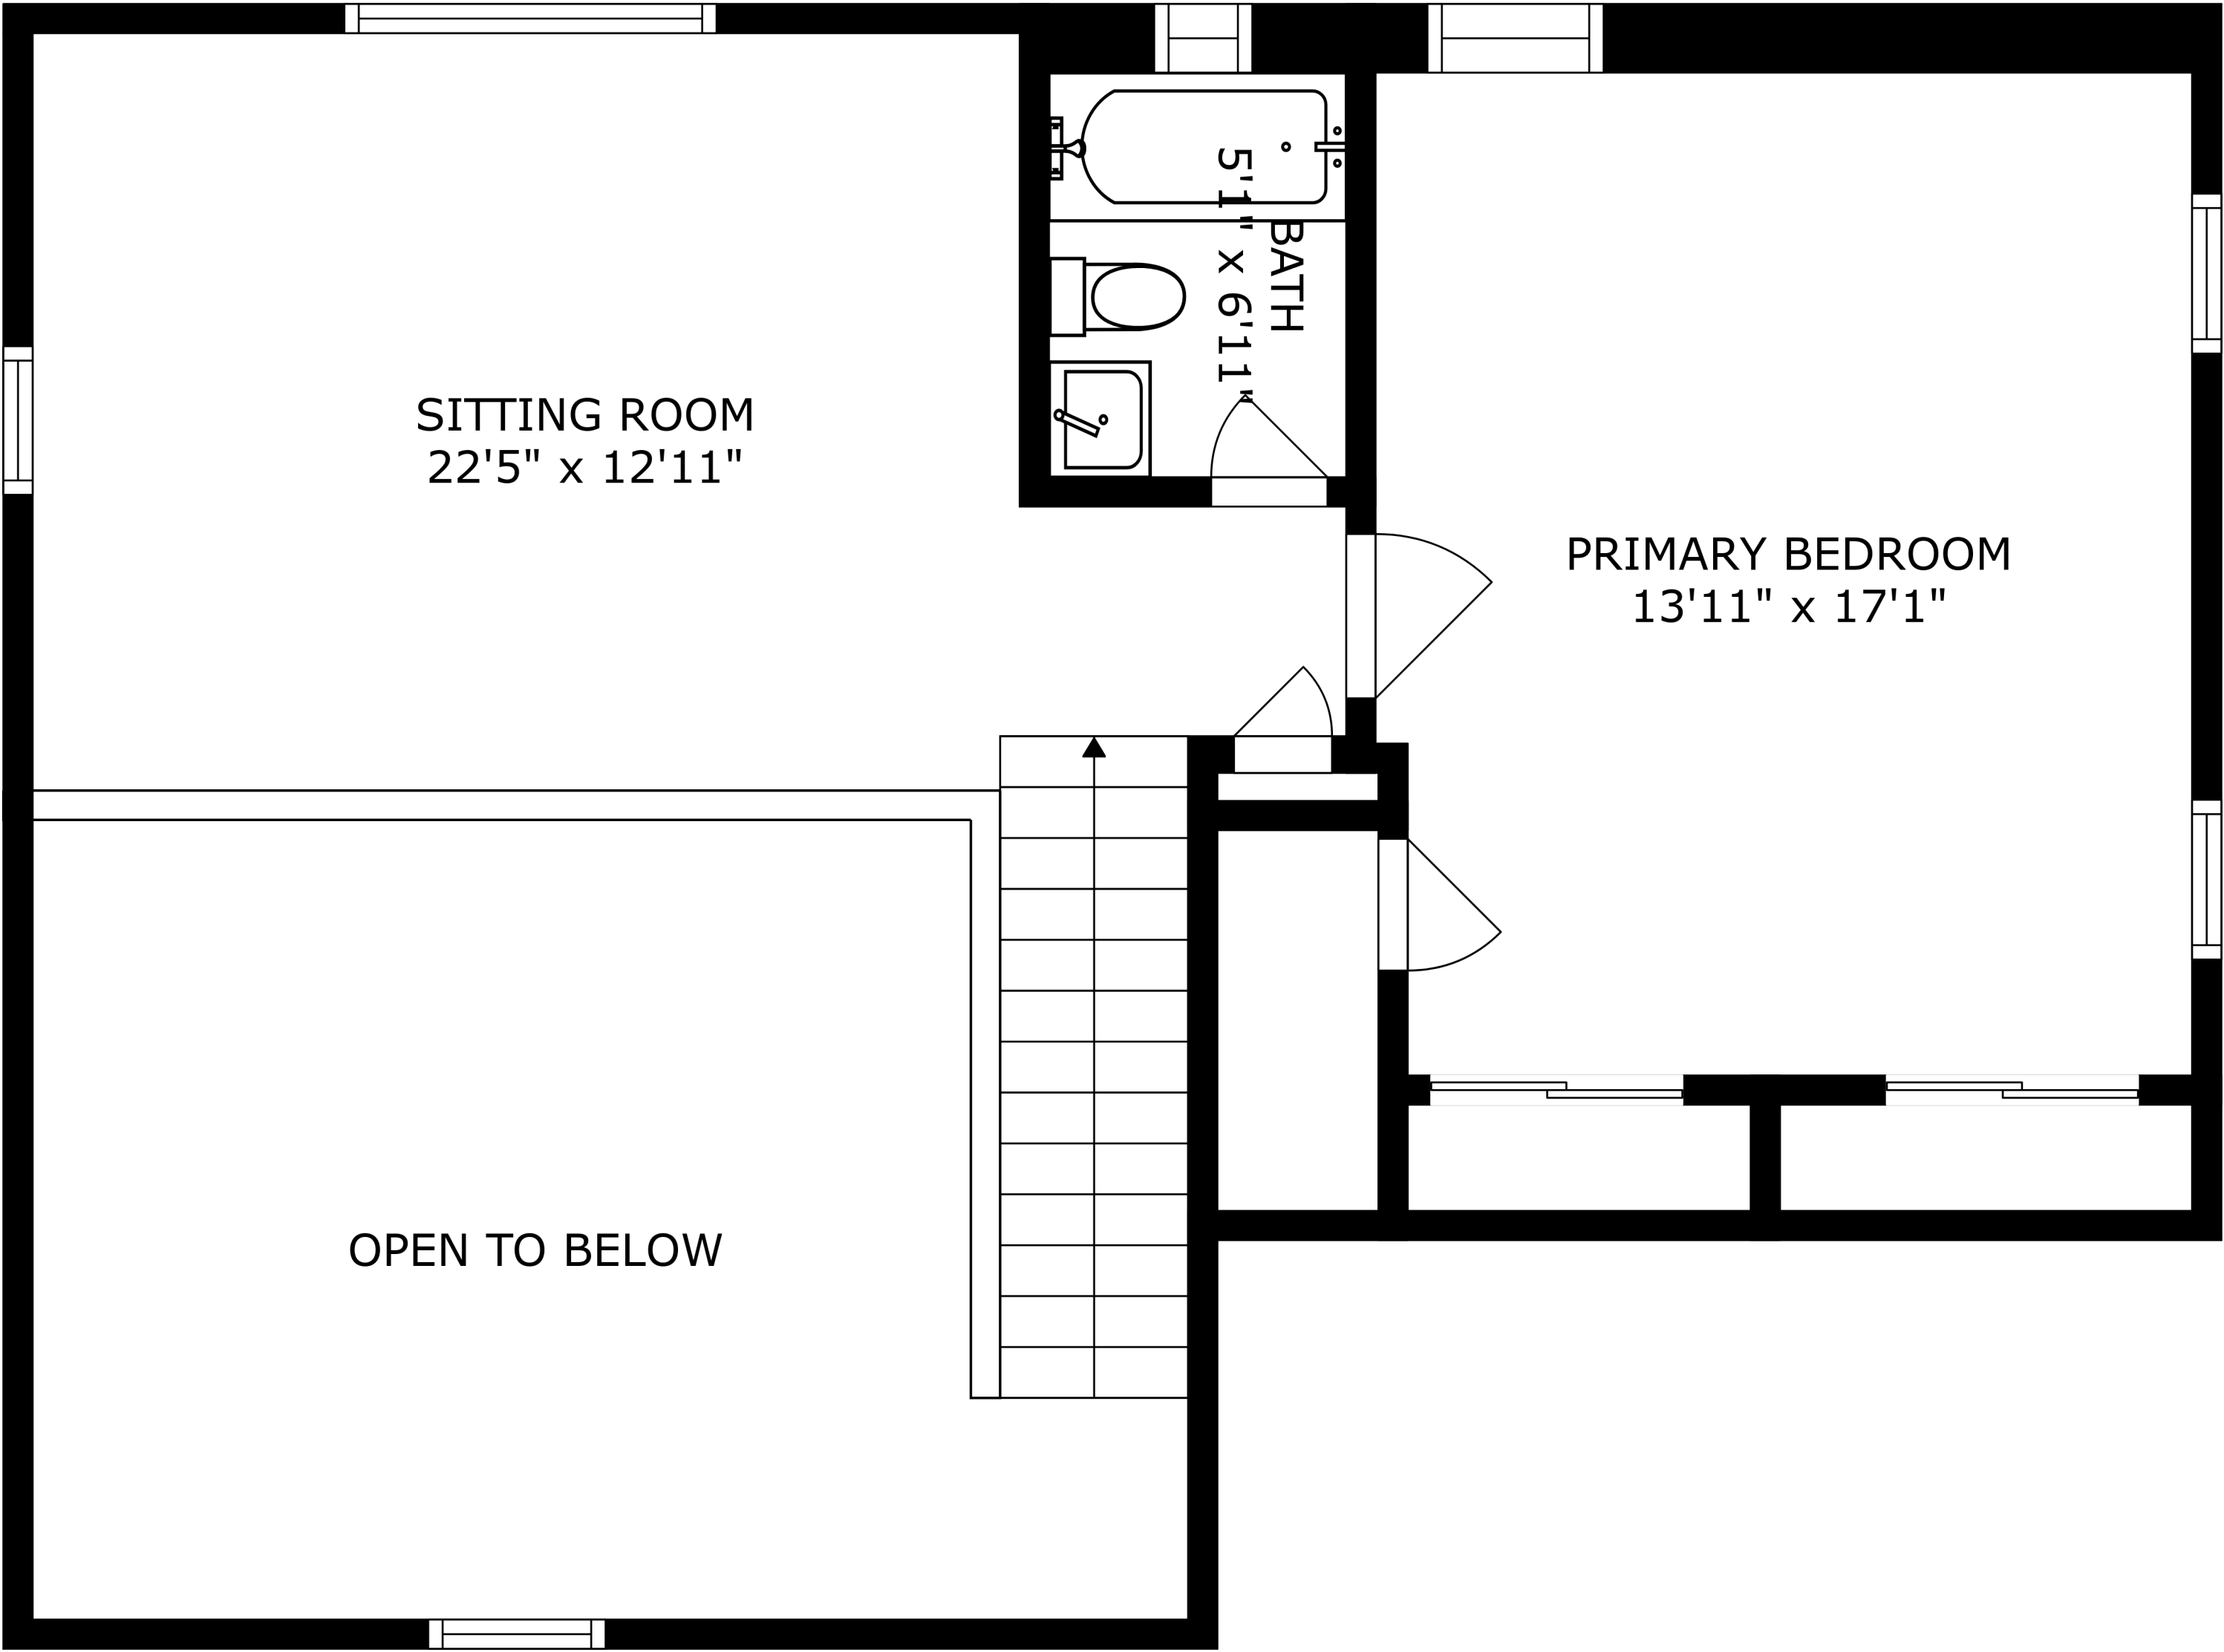 SITTING ROOM
22'5" x 12'11"
BATH
5'1" x 6'11"
PRIMARY BEDROOM
13'11" x 17'1"
OPEN TO BELOW